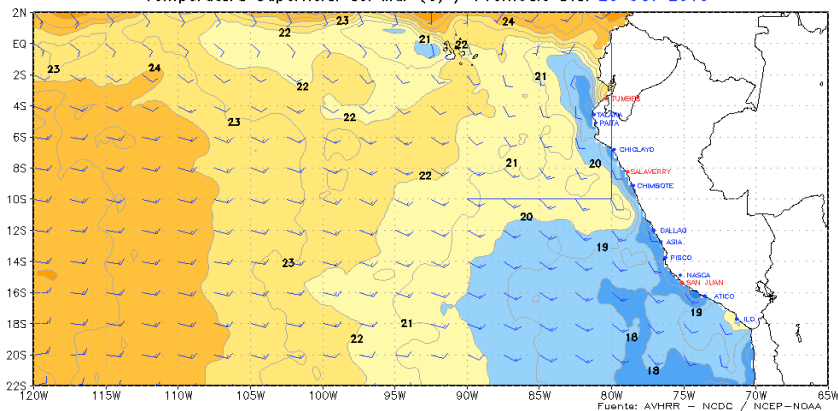 2N
EQ
2S
4S
6S
8S
10S
12S
14S
16S
18S
20S
22S
23
24
22
21
22
23
24
21
22
22
23
21
20
22
20
19
23
19
21
18
22
18
TUMBES
TALARA
PAITA
CHICLAYO
SALAVERRY
CHIMBOTE
DALLAO
ASIA
PISCO
NASCA
SAN JUAN
ATICO
ILO
120W
115W
110W
105W
100W
95W
90W
85W
80W
75W
70W
65W
Fuente: AVHRR – NCDC / NCEP–NOAA